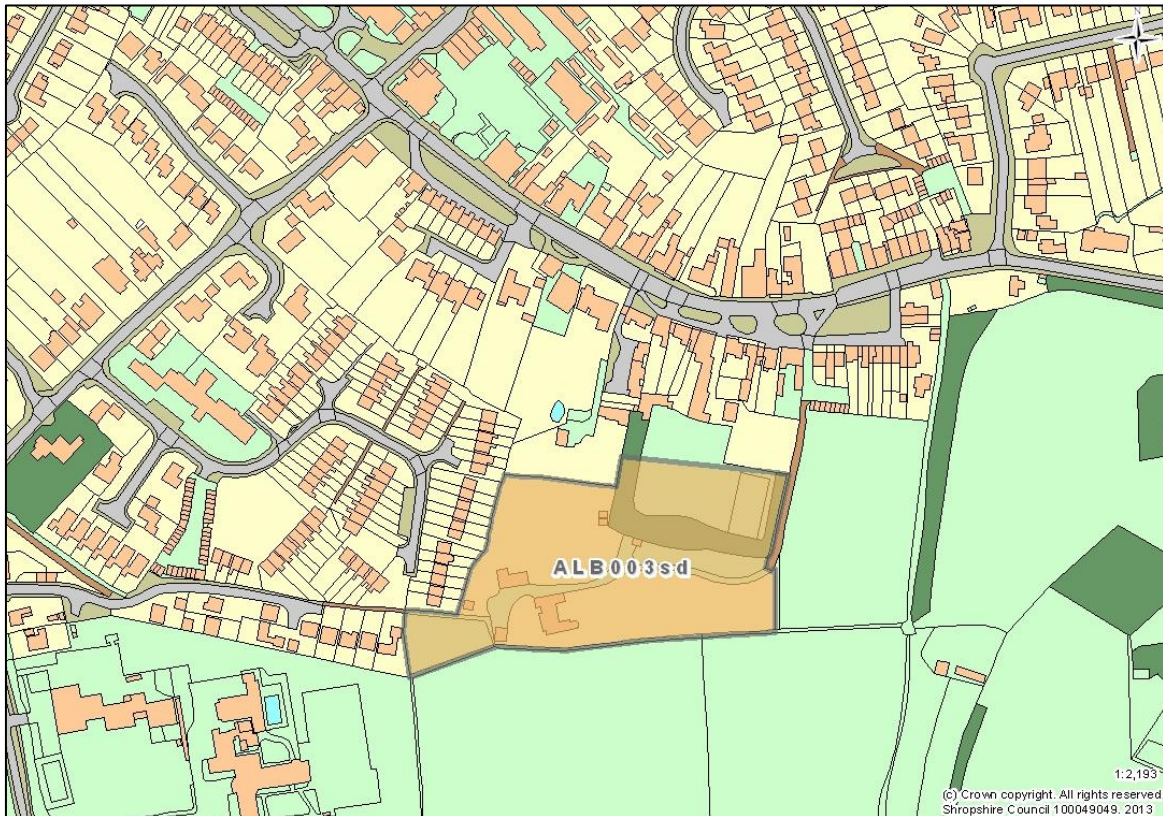 N
ALB003sd
1:2,193
(c) Crown copyright. All rights reserved.
Shropshire Council 100049049. 2013